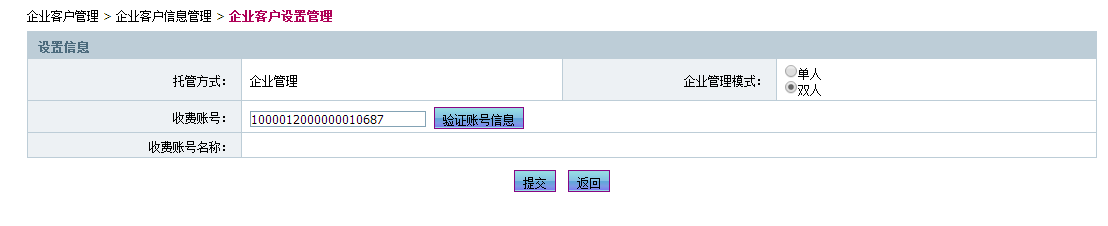 企业客户管理 > 企业客户信息管理 > 企业客户设置管理
设置信息
托管方式： 企业管理 企业管理模式： 单人
双人
收费账号： 1000012000000010687 验证账号信息
收费账号名称：
提交 返回